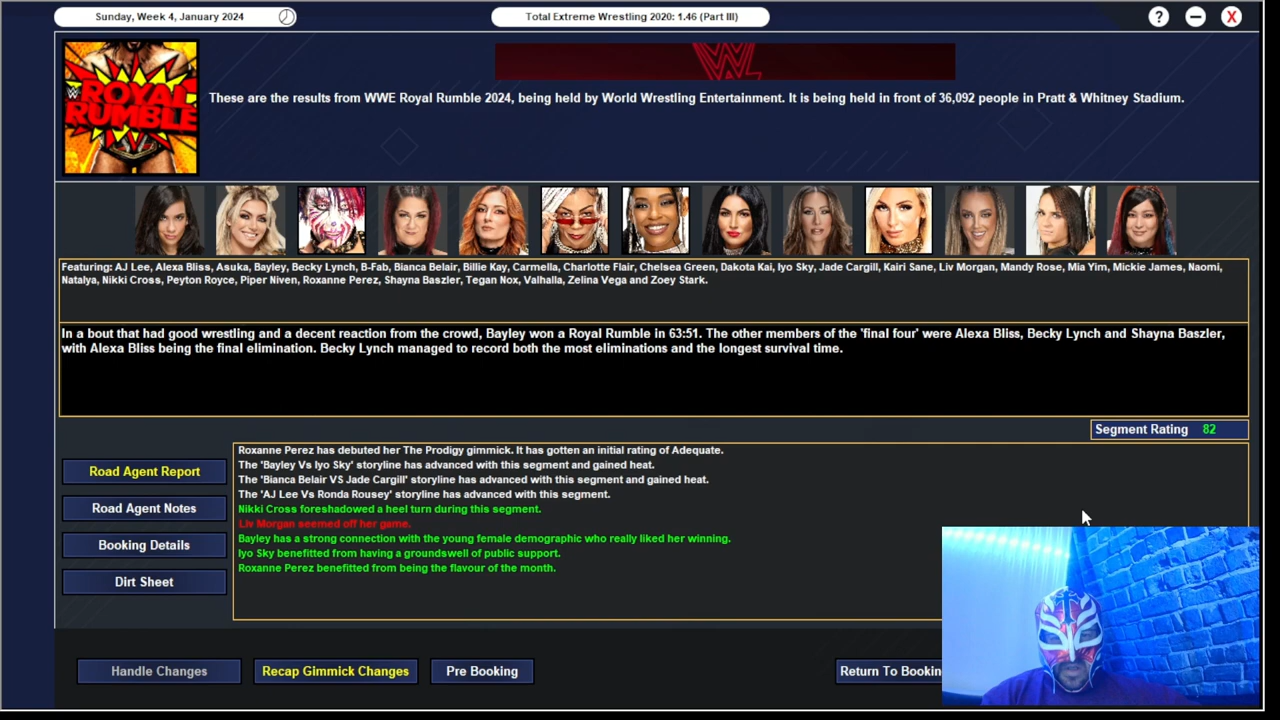 Sunday, Week 4, January 2024
Total Extreme Wrestling 2020: 1.46 (Part III)
?
X
W
ROYAL
RUMBLE
These are the results from WWE Royal Rumble 2024, being held by World Wrestling Entertainment. It is being held in front of 36,092 people in Pratt & Whitney Stadium.
Featuring: AJ Lee, Alexa Bliss, Asuka, Bayley, Becky Lynch, B-Fab, Bianca Belair, Billie Kay, Carmella, Charlotte Flair, Chelsea Green, Dakota Kai, Iyo Sky, Jade Cargill, Kairi Sane, Liv Morgan, Mandy Rose, Mia Yim, Mickie James, Naomi,
Natalya, Nikki Cross, Peyton Royce, Piper Niven, Roxanne Perez, Shayna Baszler, Tegan Nox, Valhalla, Zelina Vega and Zoey Stark.
In a bout that had good wrestling and a decent reaction from the crowd, Bayley won a Royal Rumble in 63:51. The other members of the 'final four' were Alexa Bliss, Becky Lynch and Shayna Baszler,
with Alexa Bliss being the final elimination. Becky Lynch managed to record both the most eliminations and the longest survival time.
Segment Rating 82
Road Agent Report
Road Agent Notes
Booking Details
Dirt Sheet
Roxanne Perez has debuted her The Prodigy gimmick. It has gotten an initial rating of Adequate.
The 'Bayley Vs Iyo Sky' storyline has advanced with this segment and gained heat.
The 'Bianca Belair VS Jade Cargill' storyline has advanced with this segment and gained heat.
The 'AJ Lee Vs Ronda Rousey' storyline has advanced with this segment.
Nikki Cross foreshadowed a heel turn during this segment.
Liv Morgan seemed off her game.
Bayley has a strong connection with the young female demographic who really liked her winning.
Iyo Sky benefitted from having a groundswell of public support.
Roxanne Perez benefitted from being the flavour of the month.
Handle Changes
Recap Gimmick Changes
Pre Booking
Return To Bookin